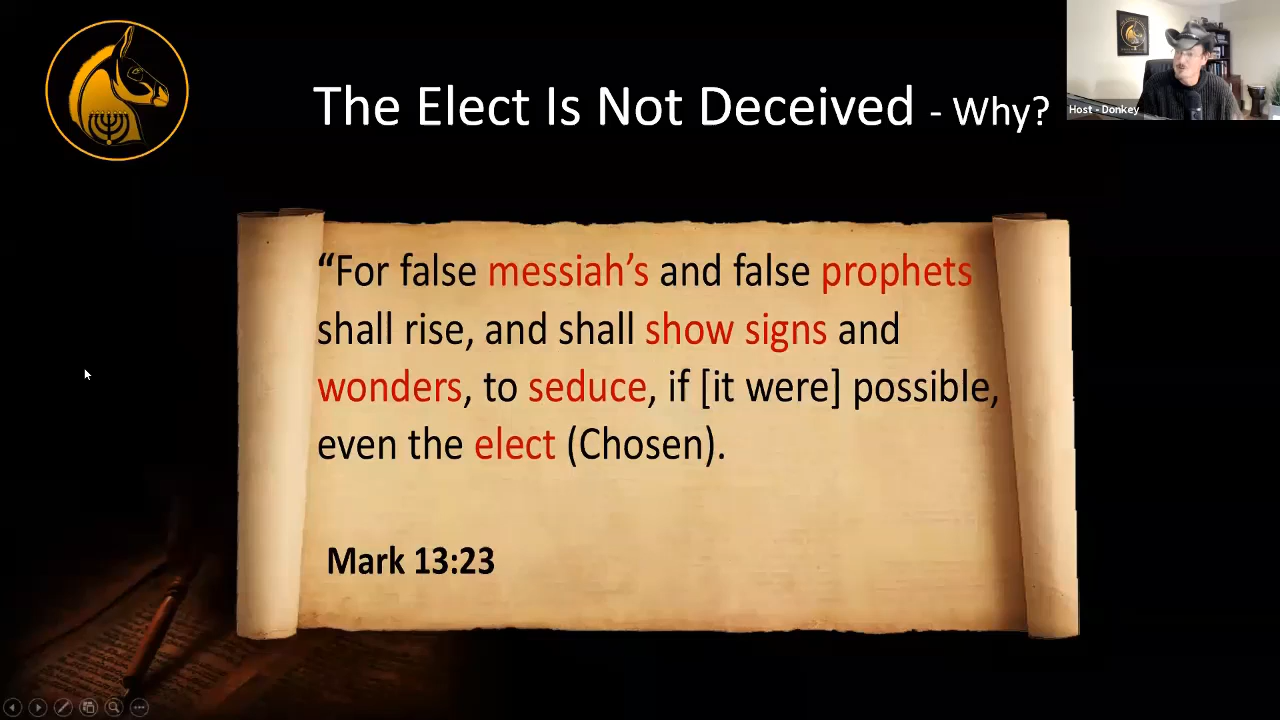 The Elect Is Not Deceived - Why?
Host - Donkey
“For false messiah’s and false prophets
shall rise, and shall show signs and
wonders, to seduce, if [it were] possible,
even the elect (Chosen).
Mark 13:23